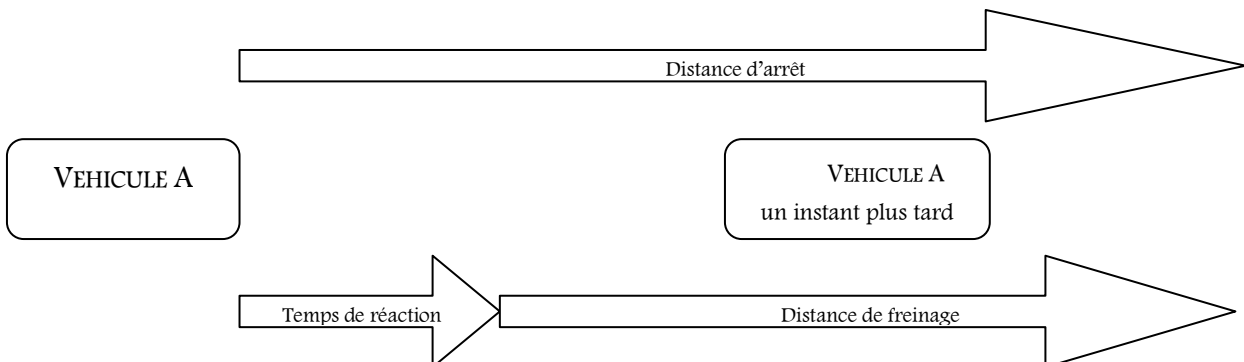 Distance d’arrêt
VEHICULE A
VEHICULE A
un instant plus tard
Temps de réaction
Distance de freinage